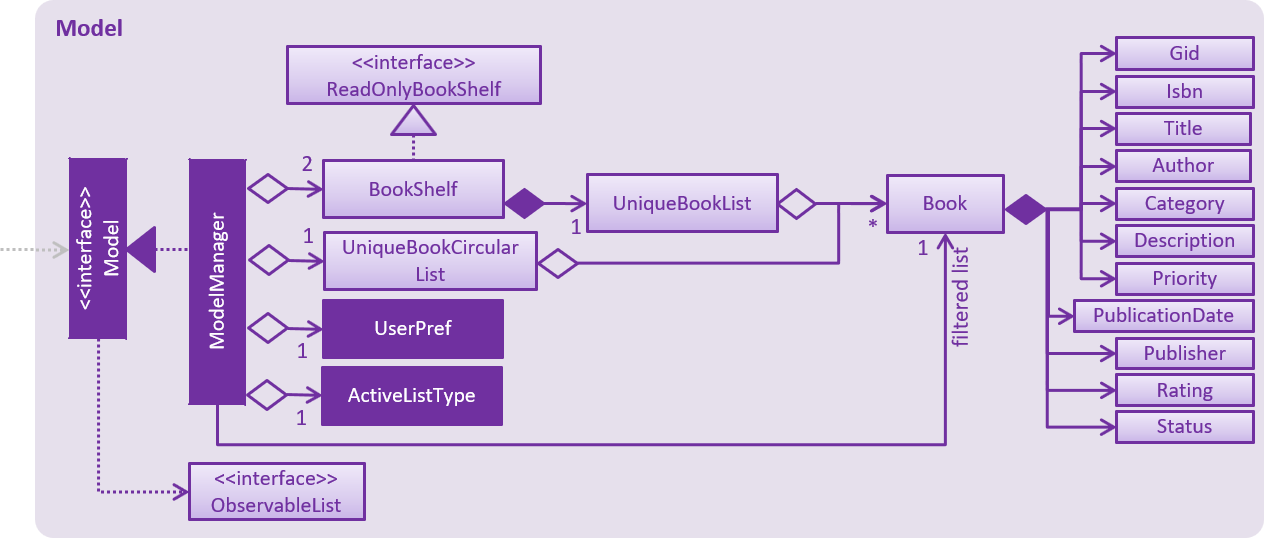 Model
<<interface>>
ReadOnlyBookShelf
<<interface>>
Model
ModelManager
2
BookShelf
1
UniqueBookList
*
Book
1
UniqueBookCircular
List
1
filtered list
UserPref
1
ActiveListType
1
<<interface>>
ObservableList
Gid
Isbn
Title
Author
Category
Description
Priority
PublicationDate
Publisher
Rating
Status